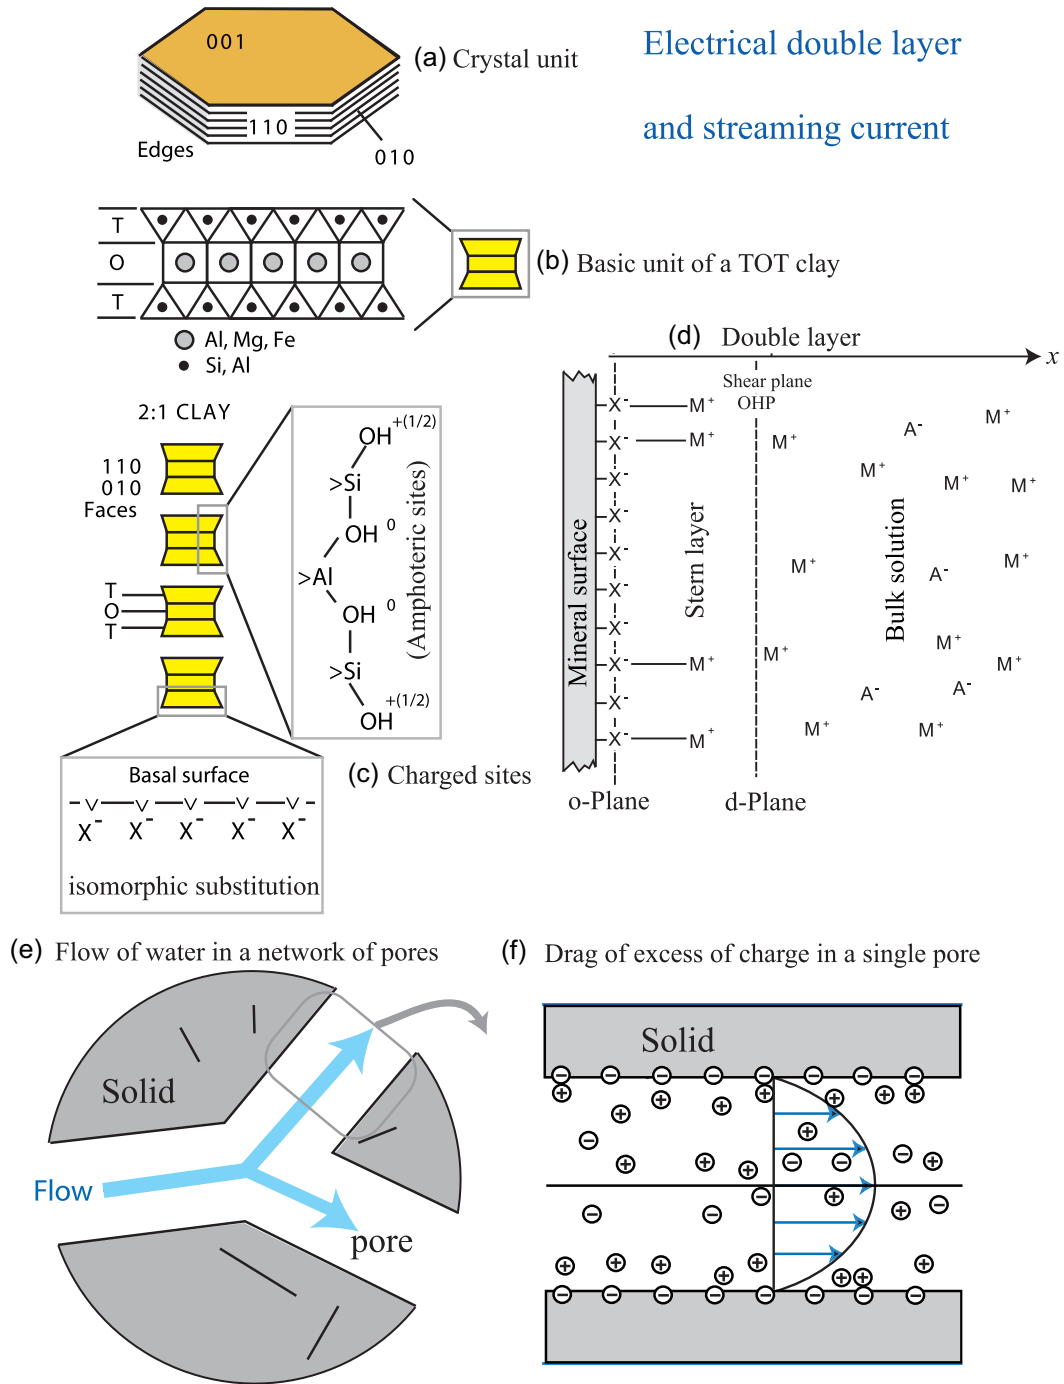 001
(a) Crystal unit
Electrical double layer
and streaming current
110
Edges
010
T
O
T
(b) Basic unit of a TOT clay
Al, Mg, Fe
Si, Al
(d) Double layer
x
Shear plane
OHP
2:1 CLAY
110
010
Faces
T
O
T
OH+(1/2)
>Si
OH 0
>Al
OH 0
>Si
OH+(1/2)
(Amphoteric sites)
Mineral surface
X⁻ M⁺
X⁻ M⁺
X⁻
X⁻
X⁻
X⁻
X⁻
X⁻ M⁺
X⁻
X⁻ M⁺
Stern layer
Bulk solution
M⁺
A⁻
M⁺
M⁺
M⁺
M⁺
M⁺
M⁺
A⁻
M⁺
M⁺
M⁺
A⁻
A⁻
M⁺
M⁺
o-Plane
d-Plane
(c) Charged sites
Basal surface
X⁻ X⁻ X⁻ X⁻ X⁻
isomorphic substitution
(e) Flow of water in a network of pores
Solid
Flow
pore
(f) Drag of excess of charge in a single pore
Solid